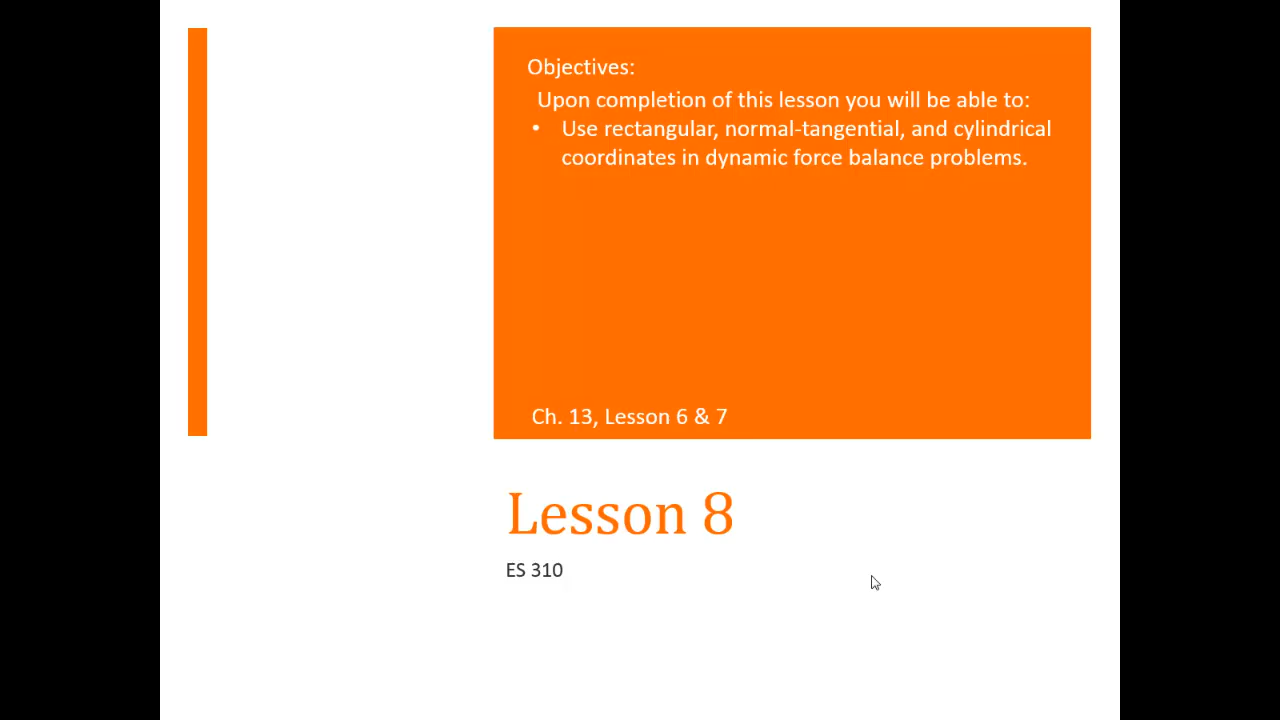 Objectives:
Upon completion of this lesson you will be able to:
• Use rectangular, normal-tangential, and cylindrical
coordinates in dynamic force balance problems.
Ch. 13, Lesson 6 & 7
Lesson 8
ES 310